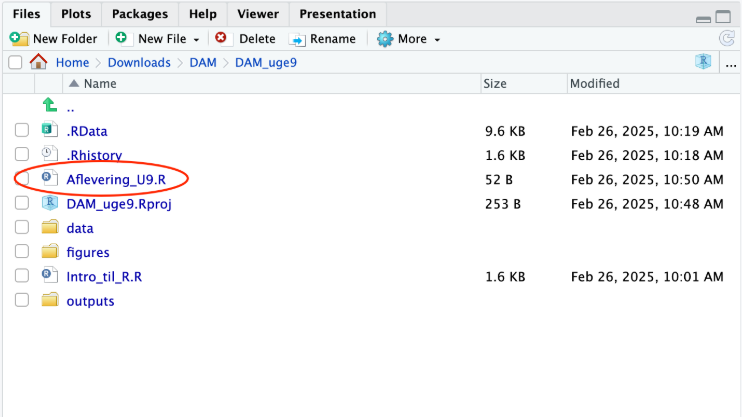 Files Plots Packages Help Viewer Presentation
New Folder New File Delete Rename More
Home Downloads DAM DAM_uge9 R ...
Name Size Modified
..
.RData 9.6 KB Feb 26, 2025, 10:19 AM
.Rhistory 1.6 KB Feb 26, 2025, 10:18 AM
Aflevering_U9.R 52 B Feb 26, 2025, 10:50 AM
DAM_uge9.Rproj 253 B Feb 26, 2025, 10:48 AM
data
figures
Intro_til_R.R 1.6 KB Feb 26, 2025, 10:01 AM
outputs